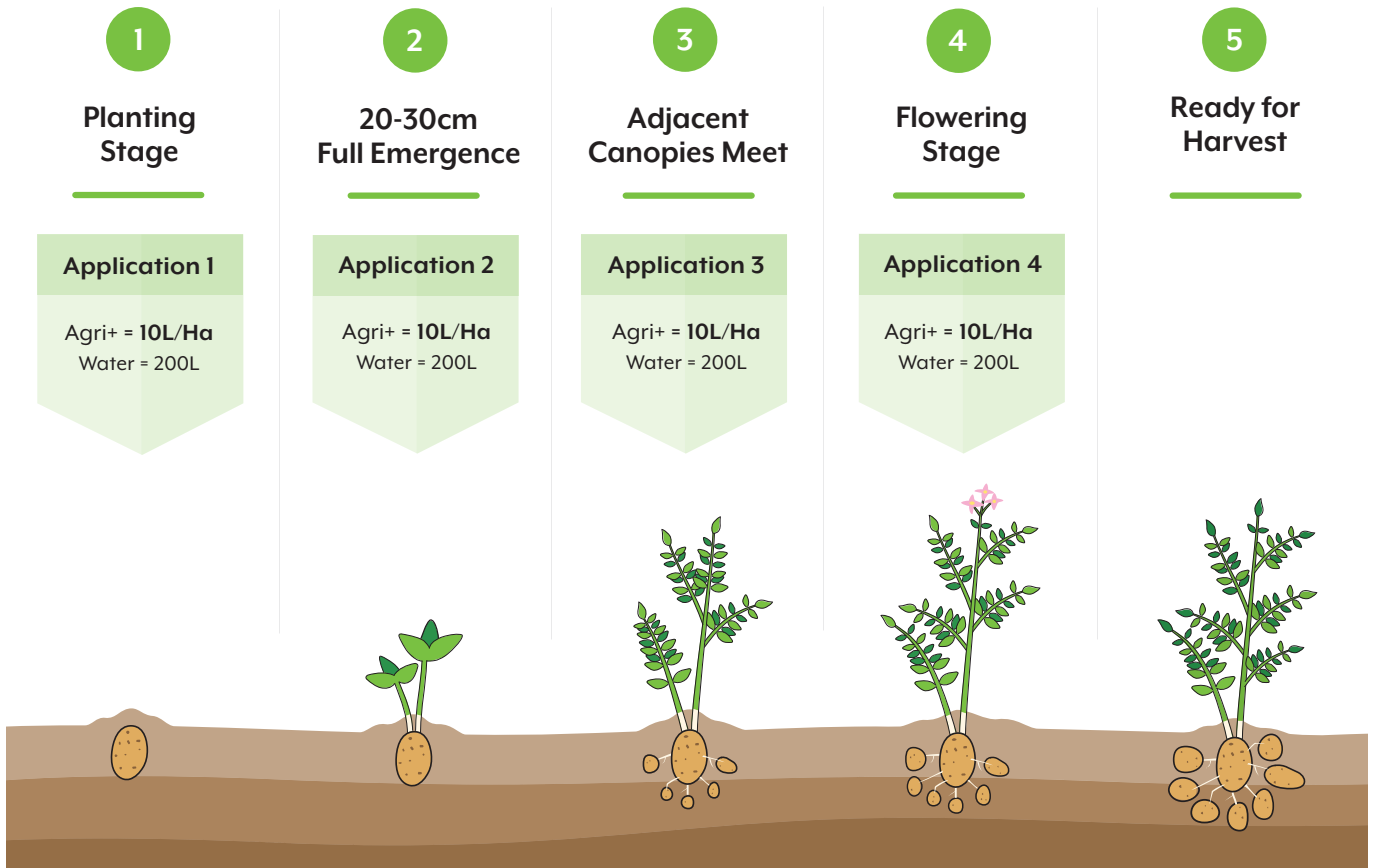 1
Planting
Stage
Application 1
Agri+ = 10L/Ha
Water = 200L
2
20-30cm
Full Emergence
Application 2
Agri+ = 10L/Ha
Water = 200L
3
Adjacent
Canopies Meet
Application 3
Agri+ = 10L/Ha
Water = 200L
4
Flowering
Stage
Application 4
Agri+ = 10L/Ha
Water = 200L
5
Ready for
Harvest